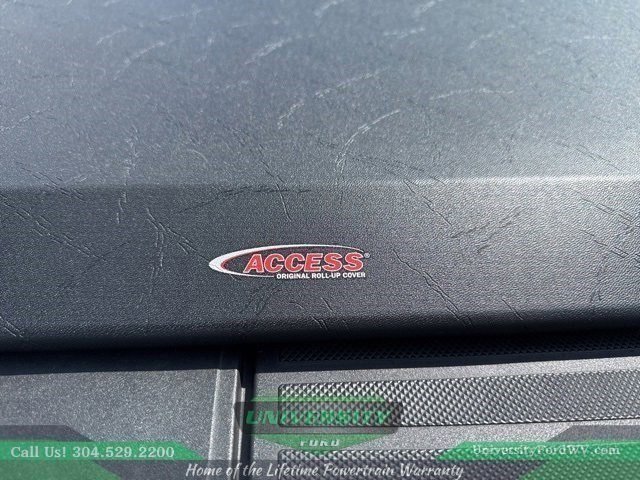 ACCESS®
ORIGINAL ROLL-UP COVER
UNIVERSITY
FORD
Call Us! 304.529.2200
UniversityFordWV.com
Home of the Lifetime Powertrain Warranty